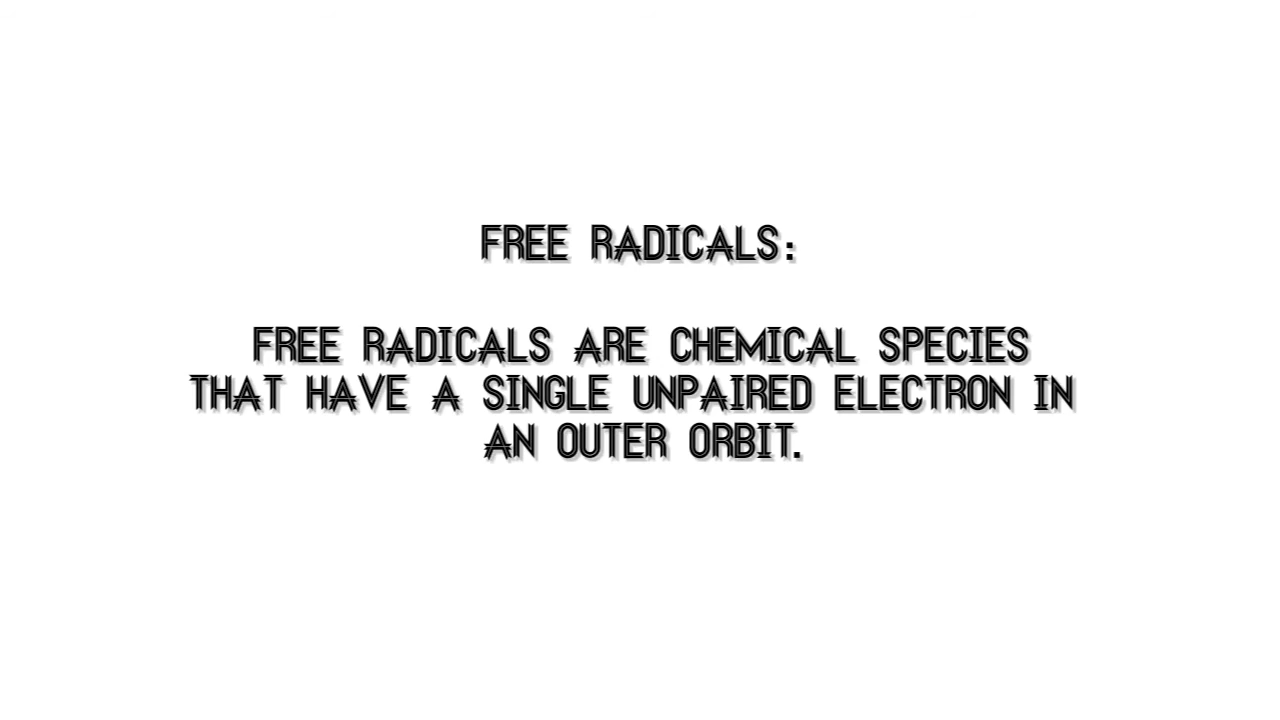 FREE RADICALS:
FREE RADICALS ARE CHEMICAL SPECIES
THAT HAVE A SINGLE UNPAIRED ELECTRON IN
AN OUTER ORBIT.